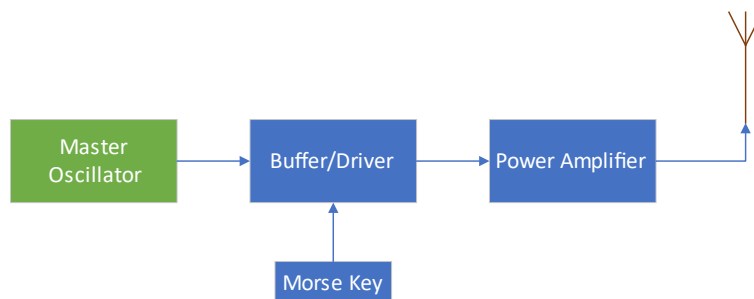 Master
Oscillator
Buffer/Driver
Power Amplifier
Morse Key